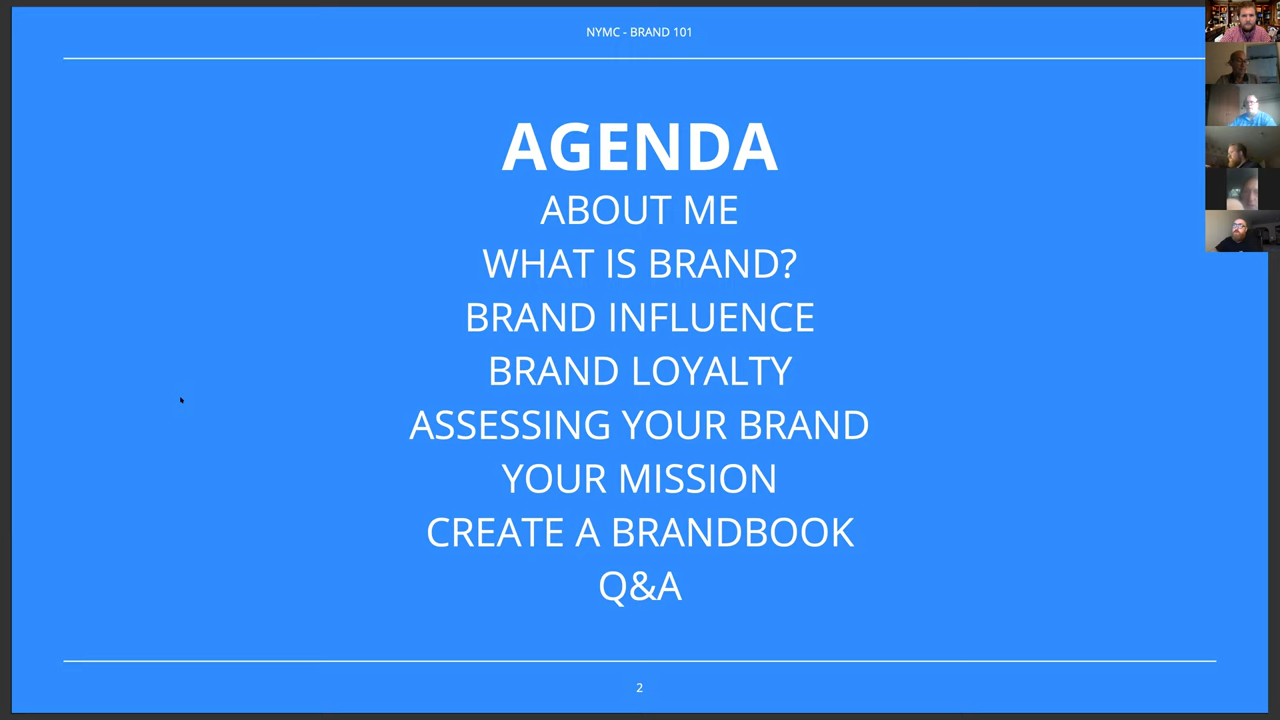 NYMC - BRAND 101
AGENDA
ABOUT ME
WHAT IS BRAND?
BRAND INFLUENCE
BRAND LOYALTY
ASSESSING YOUR BRAND
YOUR MISSION
CREATE A BRANDBOOK
Q&A
2